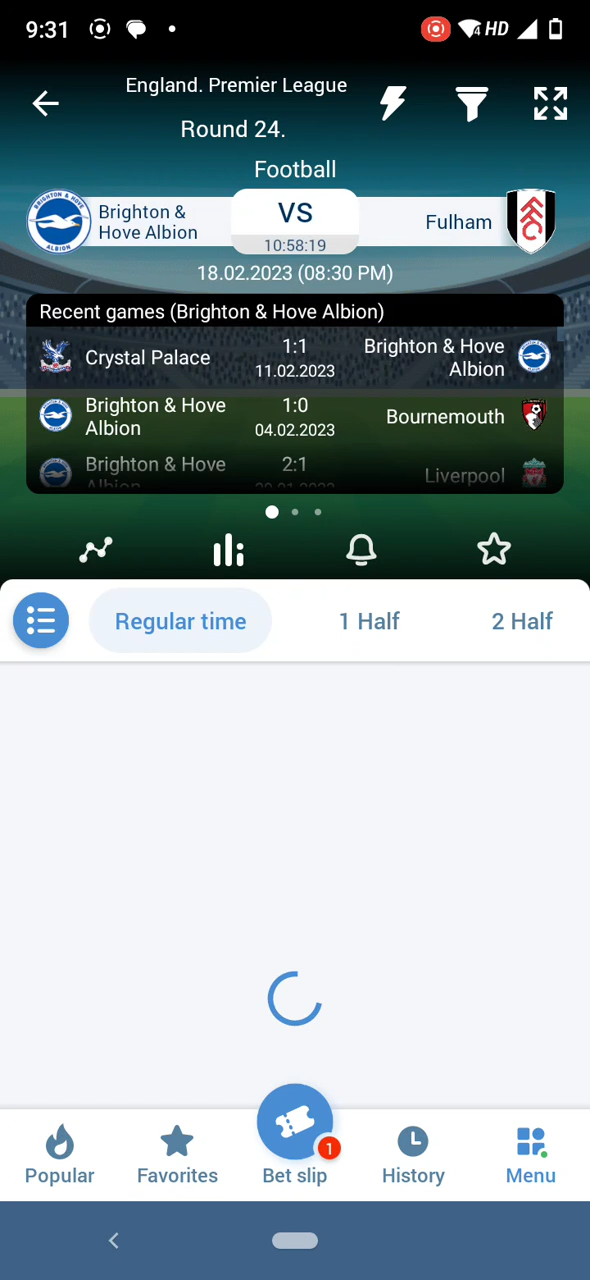 9:31
4 HD
England. Premier League
Round 24.
Football
Brighton &
Hove Albion
VS
Fulham
10:58:19
18.02.2023 (08:30 PM)
Recent games (Brighton & Hove Albion)
Crystal Palace
1:1
11.02.2023
Brighton & Hove
Albion
Brighton & Hove
Albion
1:0
04.02.2023
Bournemouth
Brighton & Hove
Albion
2:1
Liverpool
Regular time
1 Half
2 Half
Popular
Favorites
1
Bet slip
History
Menu